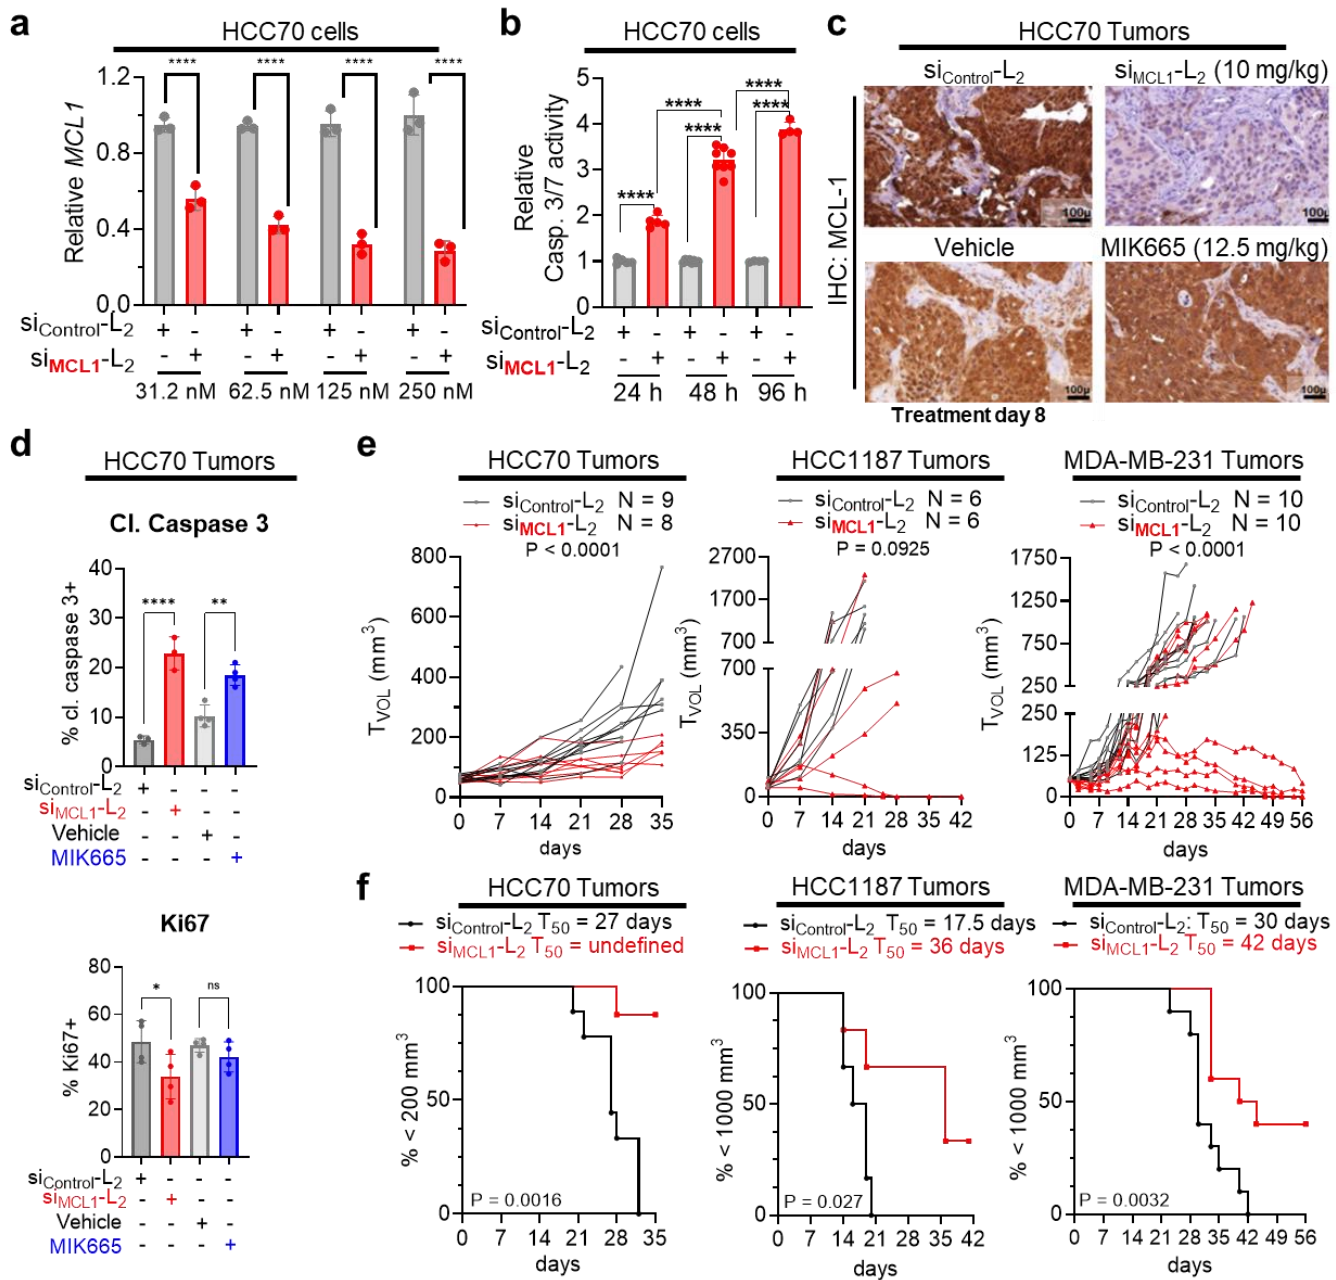 a
HCC70 cells
Relative MCL1
1.2
0.8
0.4
0.0
**** **** **** ****
siControl-L2 + - + - + - + -
siMCL1-L2 - + - + - + - +
31.2 nM 62.5 nM 125 nM 250 nM
b
HCC70 cells
Relative
Casp. 3/7 activity
5
4
3
2
1
0
**** **** **** **** ****
siControl-L2 + - + - + -
siMCL1-L2 - + - + - +
24 h 48 h 96 h
c
HCC70 Tumors
siControl-L2 siMCL1-L2 (10 mg/kg)
IHC: MCL-1
100µ 100µ
Vehicle MIK665 (12.5 mg/kg)
100µ 100µ
Treatment day 8
d
HCC70 Tumors
Cl. Caspase 3
% cl. caspase 3+
40
30
20
10
0
**** **
siControl-L2 + - - -
siMCL1-L2 - + - -
Vehicle - - + -
MIK665 - - - +
Ki67
% Ki67+
80
60
40
20
0
* ns
siControl-L2 + - - -
siMCL1-L2 - + - -
Vehicle - - + -
MIK665 - - - +
e
HCC70 Tumors
siControl-L2 N = 9
siMCL1-L2 N = 8
P < 0.0001
TVOL (mm3)
800
600
400
200
0
0 7 14 21 28 35
days
HCC1187 Tumors
siControl-L2 N = 6
siMCL1-L2 N = 6
P = 0.0925
TVOL (mm3)
2700
1700
700
700
350
0
0 7 14 21 28 35 42
days
MDA-MB-231 Tumors
siControl-L2 N = 10
siMCL1-L2 N = 10
P < 0.0001
TVOL (mm3)
1750
1250
750
250
250
125
0
0 7 14 21 28 35 42 49 56
days
f
HCC70 Tumors
siControl-L2 T50 = 27 days
siMCL1-L2 T50 = undefined
% < 200 mm3
100
50
0
P = 0.0016
0 7 14 21 28 35
days
HCC1187 Tumors
siControl-L2 T50 = 17.5 days
siMCL1-L2 T50 = 36 days
% < 1000 mm3
100
50
0
P = 0.027
0 7 14 21 28 35 42
days
MDA-MB-231 Tumors
siControl-L2: T50 = 30 days
siMCL1-L2 T50 = 42 days
% < 1000 mm3
100
50
0
P = 0.0032
0 7 14 21 28 35 42 49 56
days